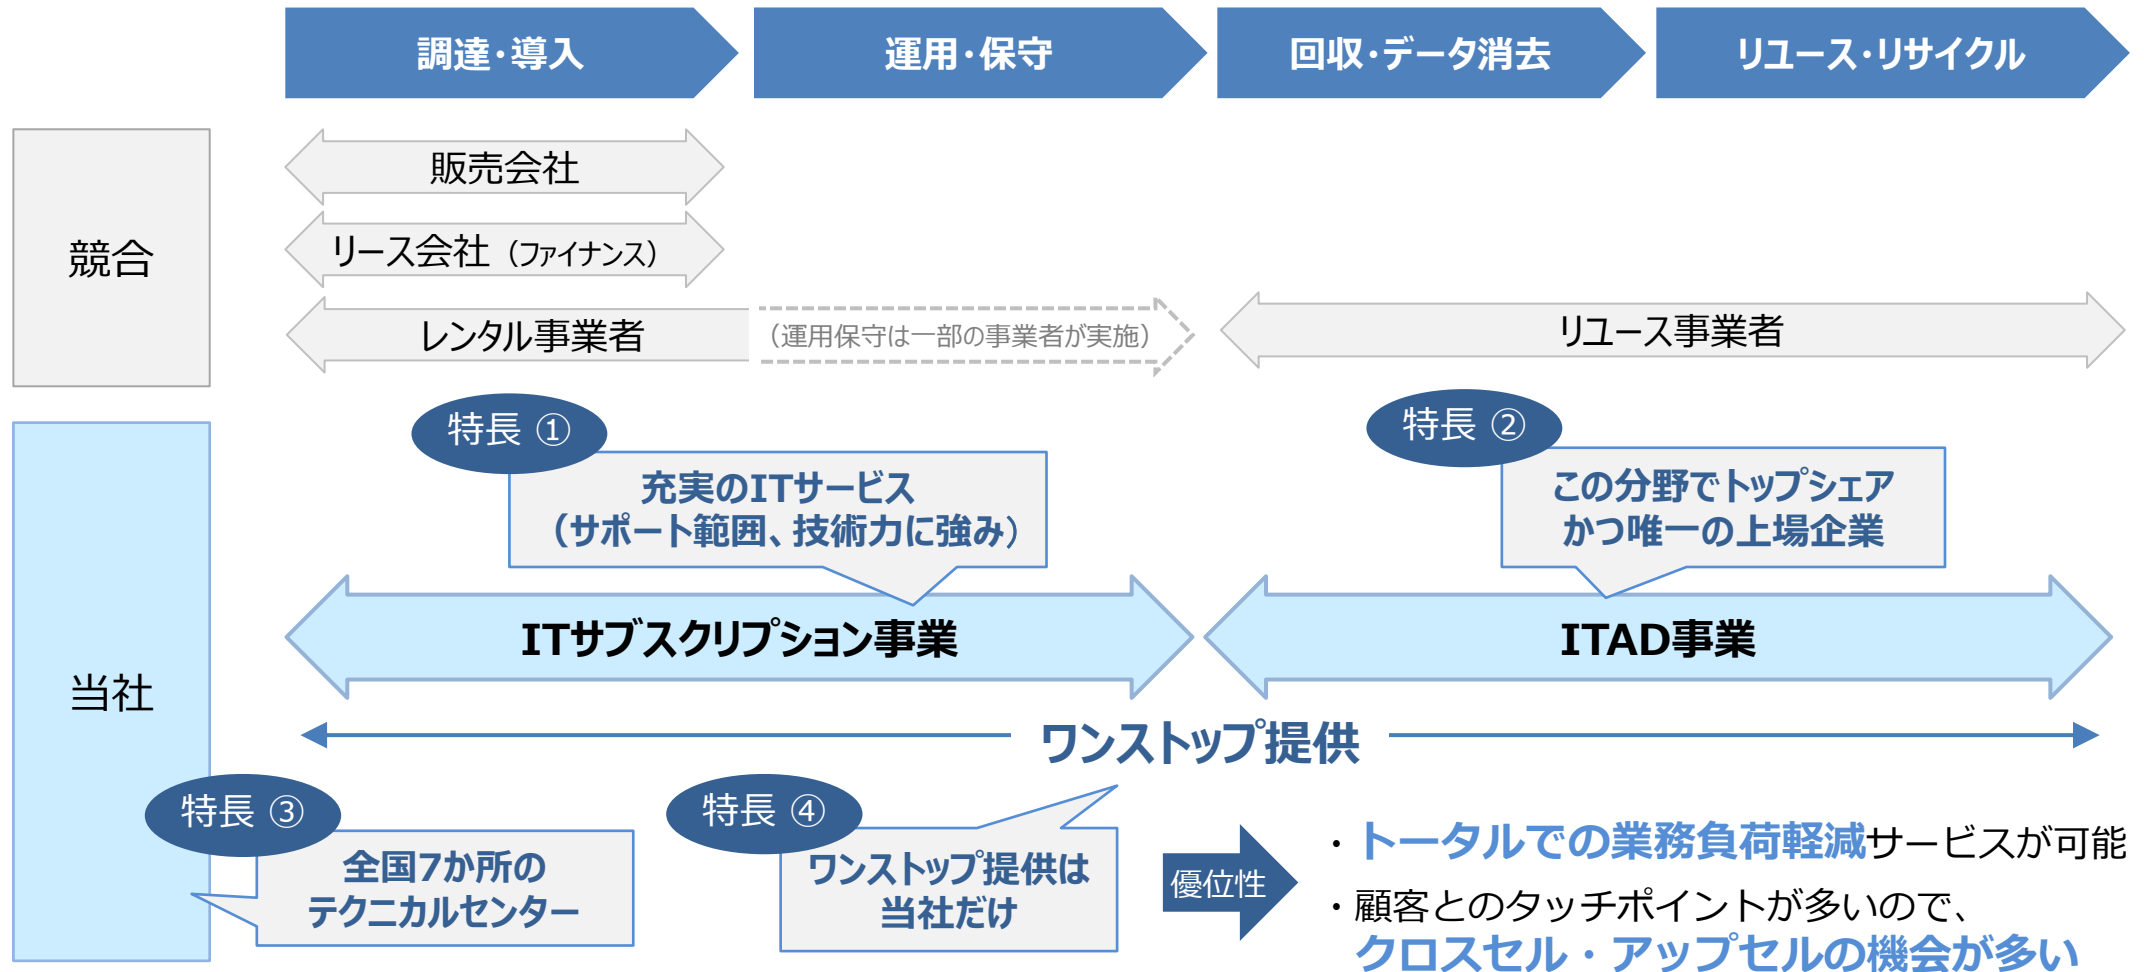 調達・導入
運用・保守
回収・データ消去
リユース・リサイクル
競合
販売会社
リース会社（ファイナンス）
レンタル事業者
（運用保守は一部の事業者が実施）
リユース事業者
当社
特長 ①
充実のITサービス
（サポート範囲、技術力に強み）
特長 ②
この分野でトップシェア
かつ唯一の上場企業
ITサブスクリプション事業
ITAD事業
ワンストップ提供
特長 ③
全国7か所の
テクニカルセンター
特長 ④
ワンストップ提供は
当社だけ
優位性
・トータルでの業務負荷軽減サービスが可能
・顧客とのタッチポイントが多いので、
クロスセル・アップセルの機会が多い